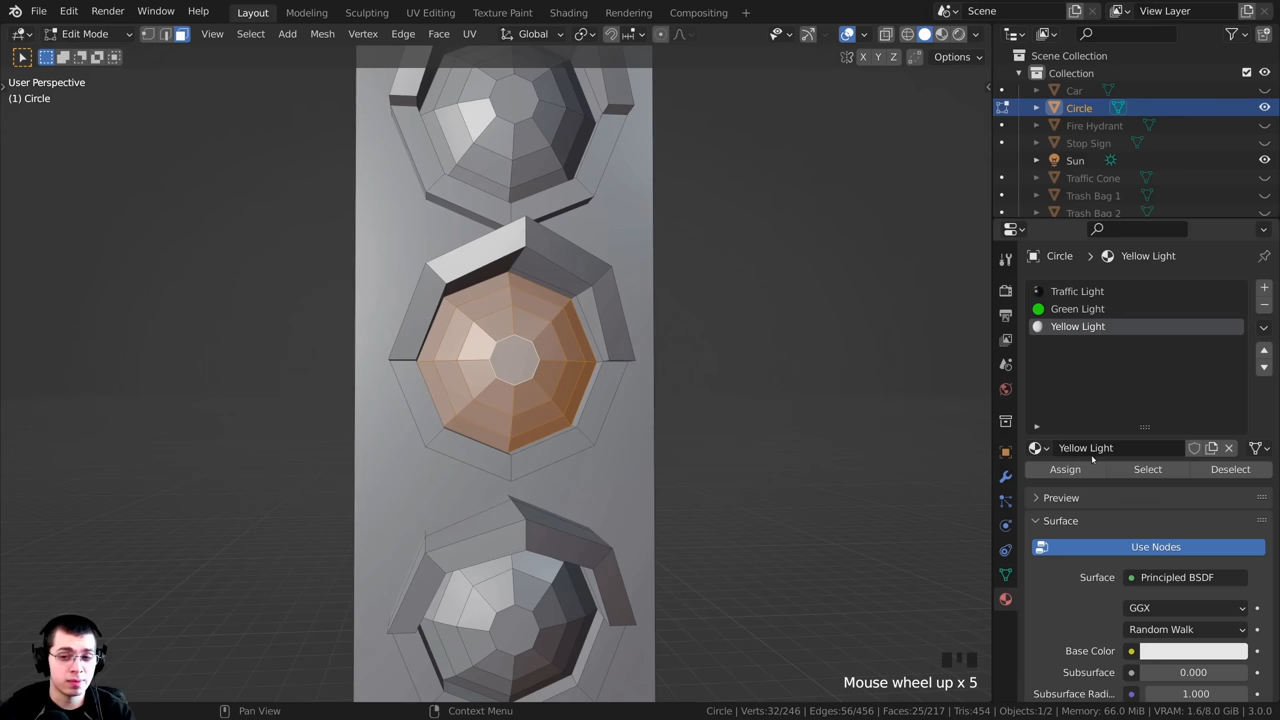 File Edit Render Window Help Layout Modeling Sculpting UV Editing Texture Paint Shading Rendering Compositing + Scene View Layer
Edit Mode View Select Add Mesh Vertex Edge Face UV Global
X Y Z Options
User Perspective
(1) Circle
Scene Collection
Collection
Car
Circle
Fire Hydrant
Stop Sign
Sun
Traffic Cone
Trash Bag 1
Trash Bag 2
Circle > Yellow Light
Traffic Light
Green Light
Yellow Light
Yellow Light
Assign Select Deselect
Preview
Surface
Use Nodes
Surface Principled BSDF
GGX
Random Walk
Base Color
Subsurface 0.000
Subsurface Radi... 1.000
Mouse wheel up x 5
Pan View Context Menu Circle | Verts:32/246 | Edges:56/456 | Faces:25/217 | Tris:454 | Objects:1/2 | Memory: 66.0 MiB | VRAM: 1.6/8.0 GiB | 3.0.0